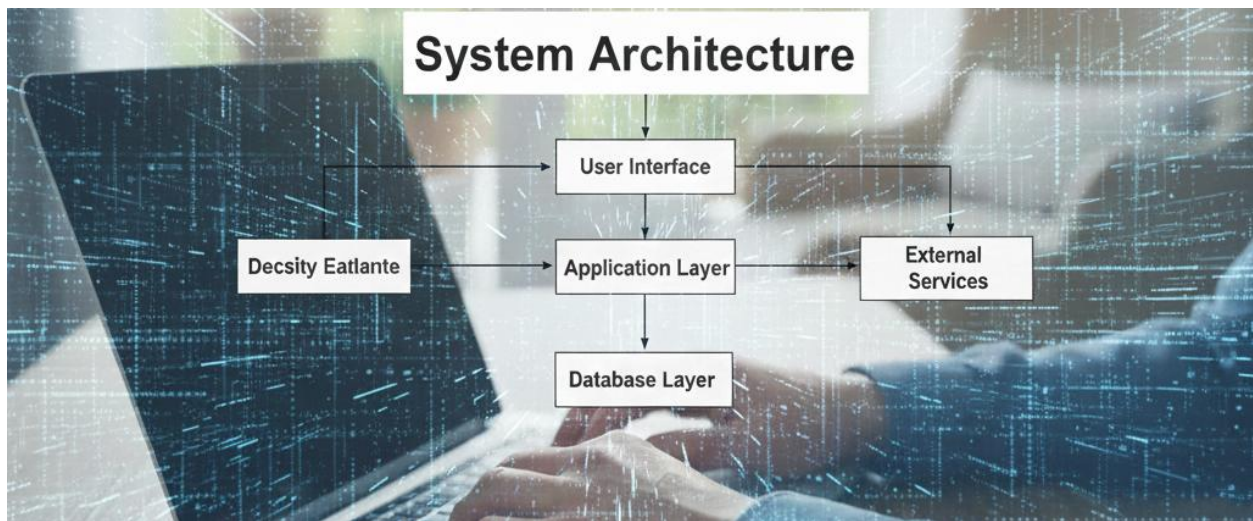 System Architecture
User Interface
Decsity Eatlante
Application Layer
External
Services
Database Layer